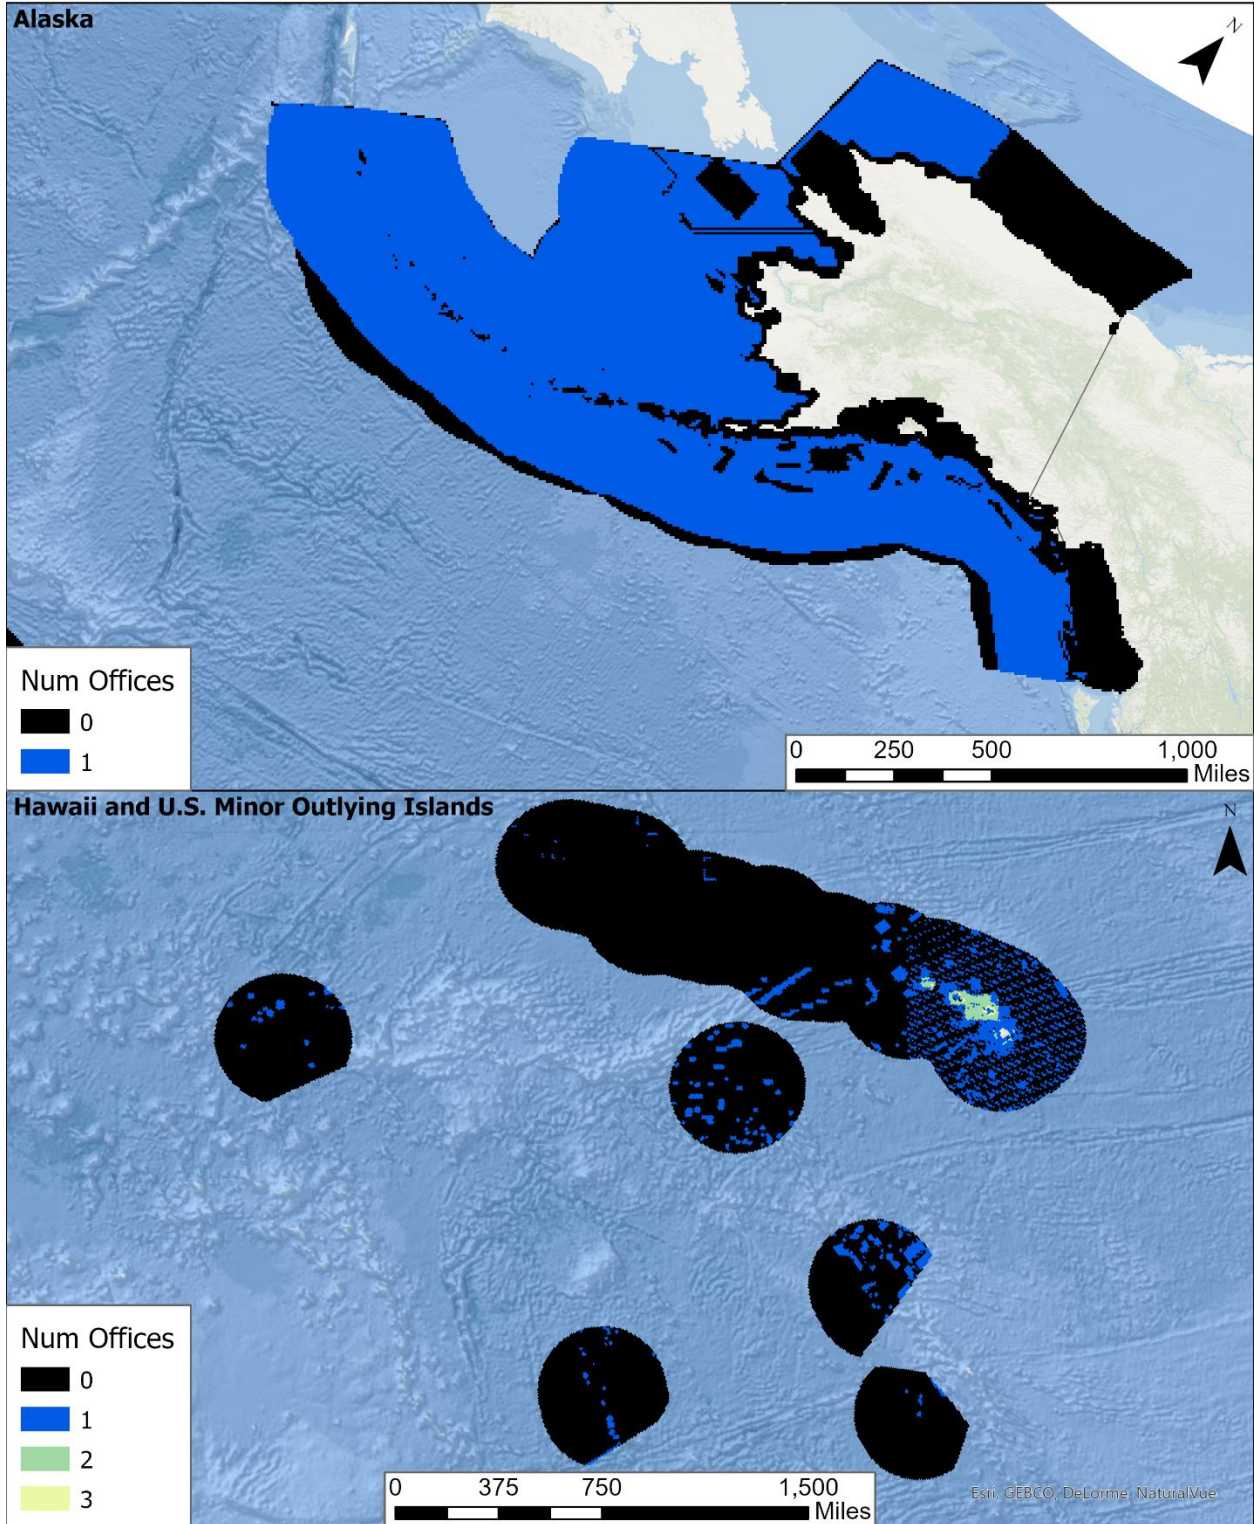 Alaska
N
Num Offices
0
1
0 250 500 1,000
Miles
Hawaii and U.S. Minor Outlying Islands
N
Num Offices
0
1
2
3
0 375 750 1,500
Miles
Esri, GEBCO, DeLorme, NaturalVue